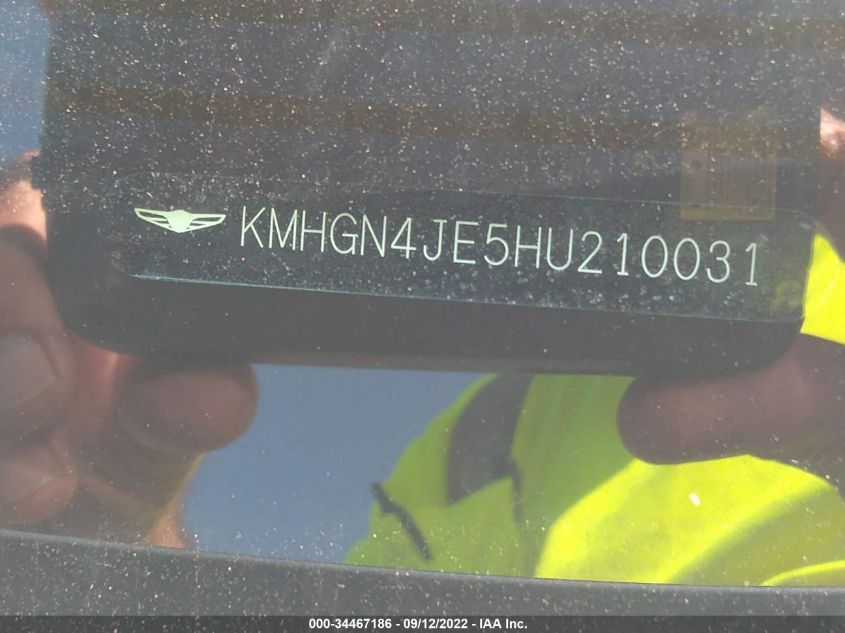 KMHGN4JE5HU210031
000-34467186 - 09/12/2022 - IAA Inc.